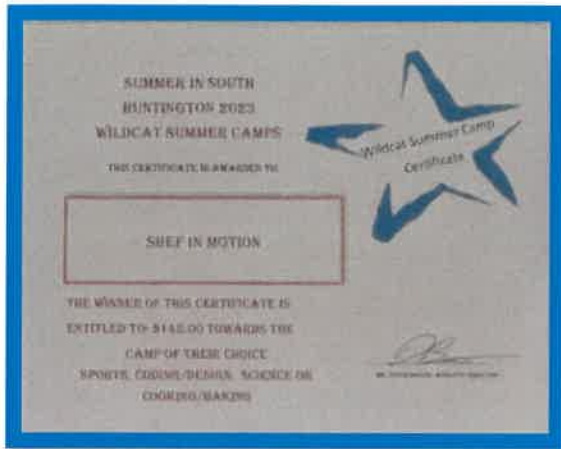 SUMMER IN SOUTH
HUNTINGTON 2023
WILDCAT SUMMER CAMPS
THIS CERTIFICATE IS AWARDED TO
Wildcat Summer Camp
Certificate
SHEF IN MOTION
THE WINNER OF THIS CERTIFICATE IS
ENTITLED TO TOWARDS THE
CAMP OF THEIR CHOICE
SPORTS, CODING/DESIGN, SCIENCE OR
COOKING/BAKING